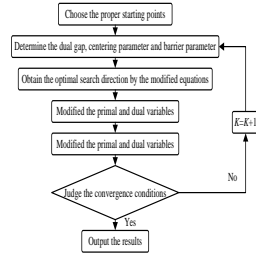 Choose the proper starting points
Determine the dual gap, centering parameter and barrier parameter
Obtain the optimal search direction by the modified equations
Modified the primal and dual variables
Modified the primal and dual variables
K=K+1
Judge the convergence conditions
No
Yes
Output the results